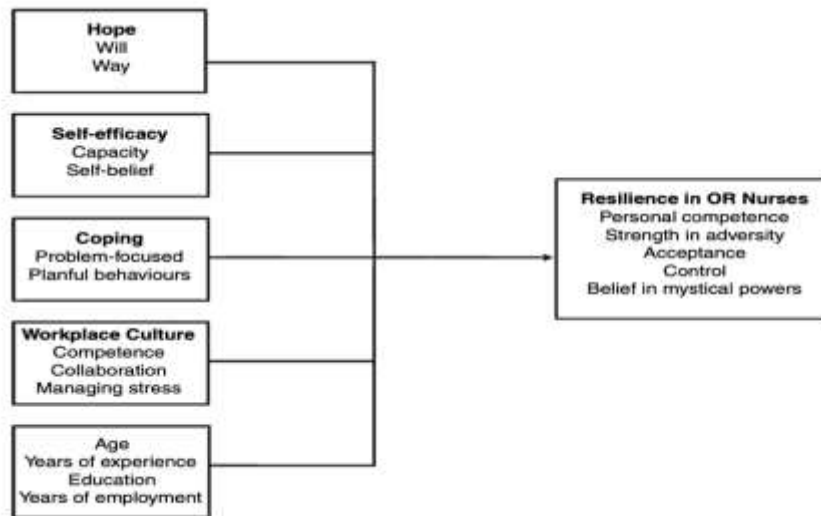 Hope
Will
Way
Self-efficacy
Capacity
Self-belief
Coping
Problem-focused
Planful behaviours
Workplace Culture
Competence
Collaboration
Managing stress
Age
Years of experience
Education
Years of employment
Resilience in OR Nurses
Personal competence
Strength in adversity
Acceptance
Control
Belief in mystical powers